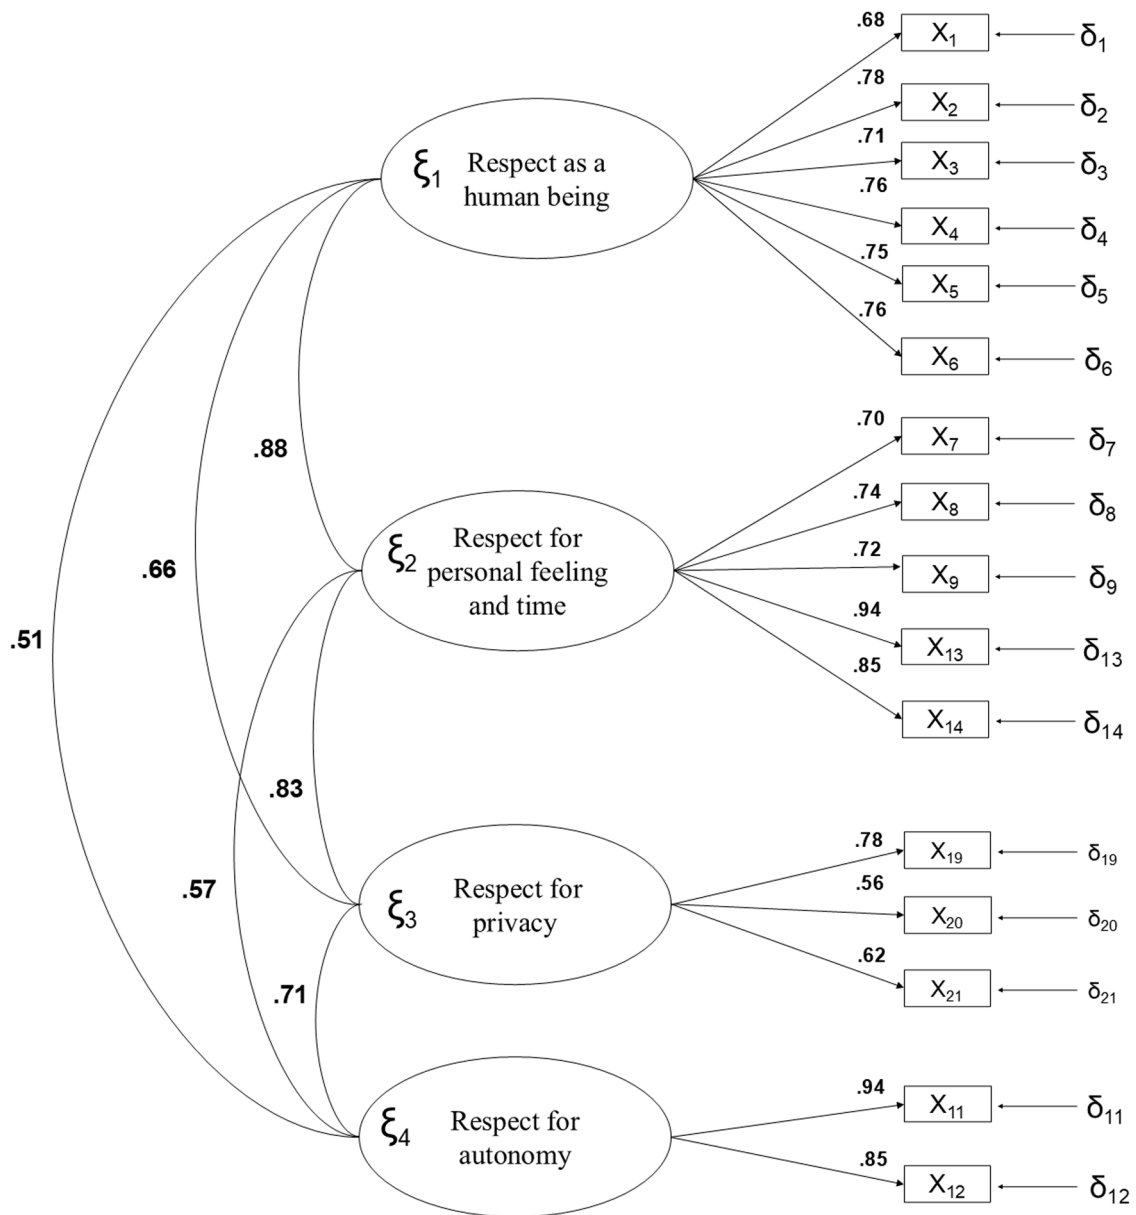 .68
X1
δ1
.78
X2
δ2
.71
X3
δ3
.76
X4
δ4
.75
X5
δ5
.76
X6
δ6
ξ1
Respect as a
human being
.88
.66
.51
.70
X7
δ7
.74
X8
δ8
.72
X9
δ9
.94
X13
δ13
.85
X14
δ14
ξ2
Respect for
personal feeling
and time
.83
.57
.78
X19
δ19
.56
X20
δ20
.62
X21
δ21
ξ3
Respect for
privacy
.71
.94
X11
δ11
.85
X12
δ12
ξ4
Respect for
autonomy